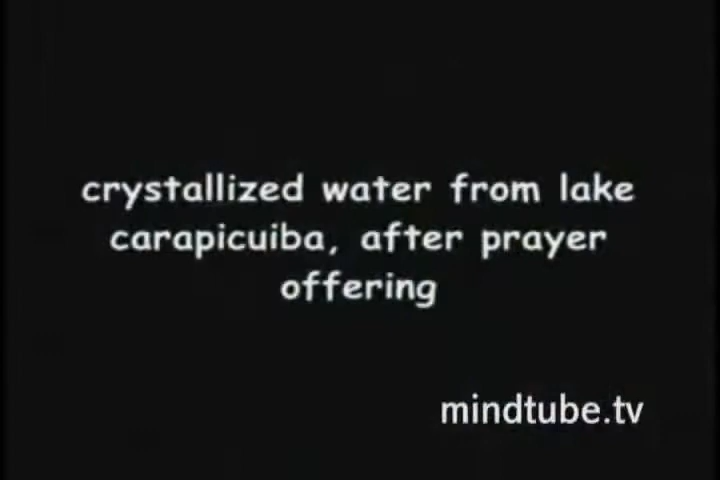 crystallized water from lake
carapicuiba, after prayer
offering
mindtube.tv